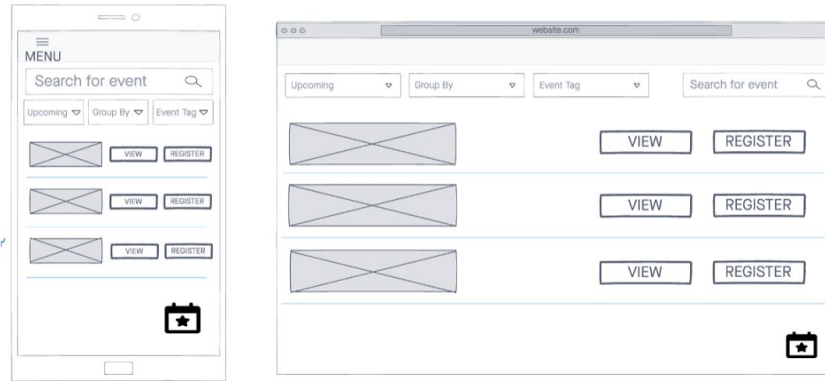 MENU
Search for event
Upcoming Group By Event Tag
VIEW REGISTER
VIEW REGISTER
VIEW REGISTER
website.com
Upcoming Group By Event Tag Search for event
VIEW REGISTER
VIEW REGISTER
VIEW REGISTER